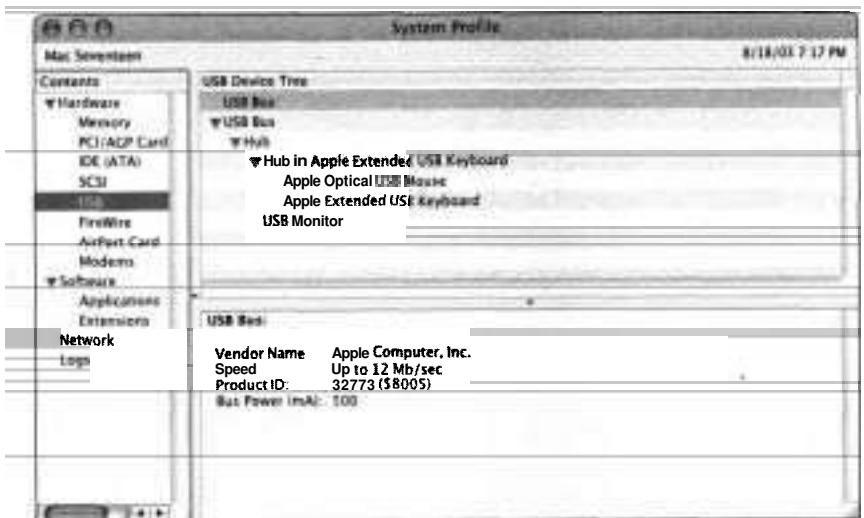 System Profile
Mac Seventeen
8/18/03 7:17 PM
Contents
Hardware
Memory
PCI/AGP Card
IDE (ATA)
SCSI
USB
FireWire
AirPort Card
Modems
Software
Applications
Extensions
Network
Logs
USB Device Tree
USB Bus
USB Bus
Hub
Hub in Apple Extended USB Keyboard
Apple Optical USB Mouse
Apple Extended USB Keyboard
USB Monitor
USB Bus:
Vendor Name Apple Computer, Inc.
Speed Up to 12 Mb/sec
Product ID: 32773 ($8005)
Bus Power (mA): 500